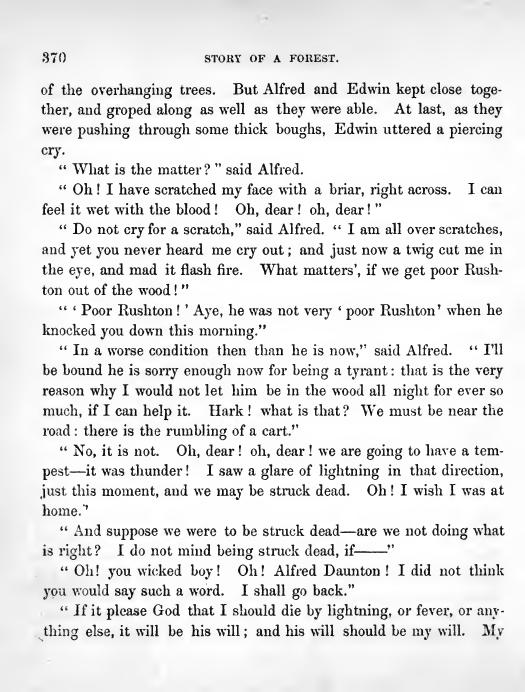 370 STORY OF A FOREST.
of the overhanging trees. But Alfred and Edwin kept close toge-
ther, and groped along as well as they were able. At last, as they
were pushing through some thick boughs, Edwin uttered a piercing
cry.
“ What is the matter ? ” said Alfred.
“ Oh ! I have scratched my face with a briar, right across. I can
feel it wet with the blood ! Oh, dear ! oh, dear ! ”
“ Do not cry for a scratch,” said Alfred. “ I am all over scratches,
and yet you never heard me cry out ; and just now a twig cut me in
the eye, and mad it flash fire. What matters’, if we get poor Rush-
ton out of the wood ! ”
“ ‘ Poor Rushton ! ’ Aye, he was not very ‘ poor Rushton’ when he
knocked you down this morning.”
“ In a worse condition then than he is now,” said Alfred. “ I’ll
be bound he is sorry enough now for being a tyrant : that is the very
reason why I would not let him be in the wood all night for ever so
much, if I can help it. Hark ! what is that ? We must be near the
road : there is the rumbling of a cart.”
“ No, it is not. Oh, dear ! oh, dear ! we are going to have a tem-
pest—it was thunder ! I saw a glare of lightning in that direction,
just this moment, and we may be struck dead. Oh ! I wish I was at
home.”
“ And suppose we were to be struck dead—are we not doing what
is right ? I do not mind being struck dead, if——”
“ Oh! you wicked boy ! Oh ! Alfred Daunton ! I did not think
you would say such a word. I shall go back.”
“ If it please God that I should die by lightning, or fever, or any-
thing else, it will be his will ; and his will should be my will. My